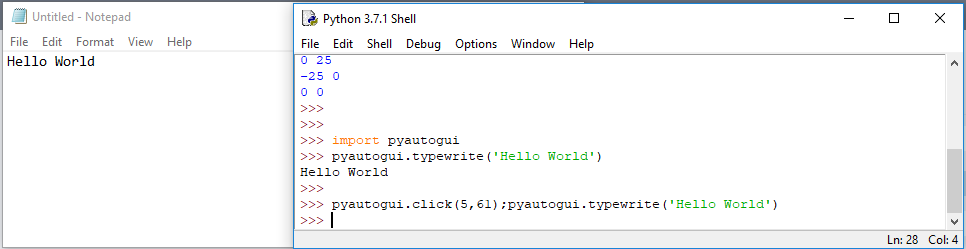 Untitled - Notepad
File Edit Format View Help
Hello World
Python 3.7.1 Shell
File Edit Shell Debug Options Window Help
0 25
-25 0
0 0
>>>
>>>
>>> import pyautogui
>>> pyautogui.typewrite('Hello World')
Hello World
>>>
>>> pyautogui.click(5,61);pyautogui.typewrite('Hello World')
>>>
Ln: 28 Col: 4